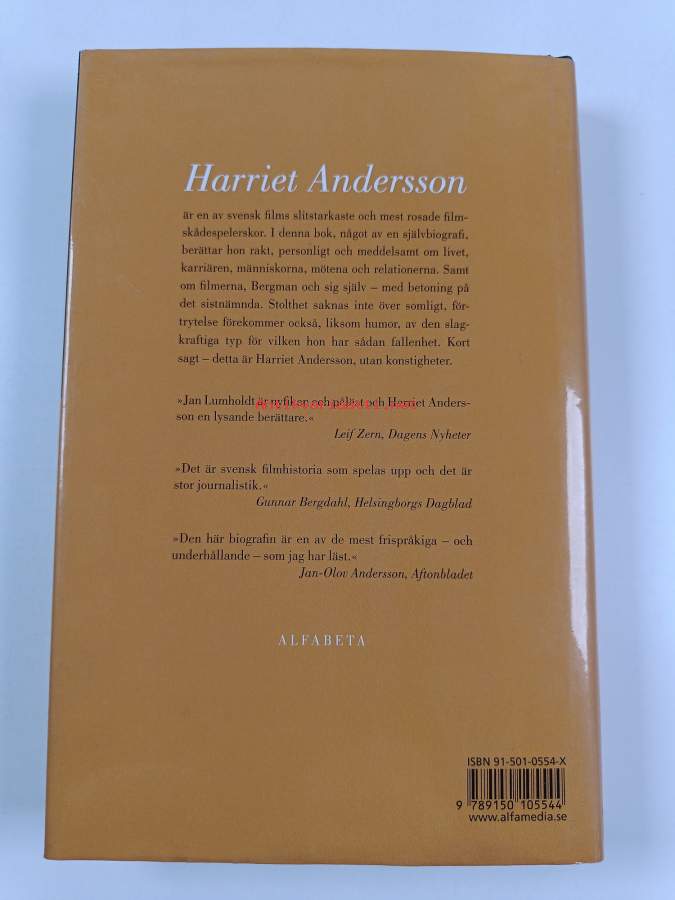 Harriet Andersson
är en av svensk films slitstarkaste och mest rosade film-
skådespelerskor. I denna bok, något av en självbiografi,
berättar hon rakt, personligt och meddelsamt om livet,
karriären, människorna, mötena och relationerna. Samt
om filmerna, Bergman och sig själv – med betoning på
det sistnämnda. Stolthet saknas inte över somligt, för-
trytelse förekommer också, liksom humor, av den slag-
kraftiga typ för vilken hon har sådan fallenhet. Kort
sagt – detta är Harriet Andersson, utan konstigheter.
»Jan Lumholdt är nyfiken och påläst och Harriet Anders-
son en lysande berättare.«
Leif Zern, Dagens Nyheter
»Det är svensk filmhistoria som spelas upp och det är
stor journalistik.«
Gunnar Bergdahl, Helsingborgs Dagblad
»Den här biografin är en av de mest frispråkiga – och
underhållande – som jag har läst.«
Jan-Olov Andersson, Aftonbladet
ALFABETA
ISBN 91-501-0554-X
9 789150 105544
www.alfamedia.se